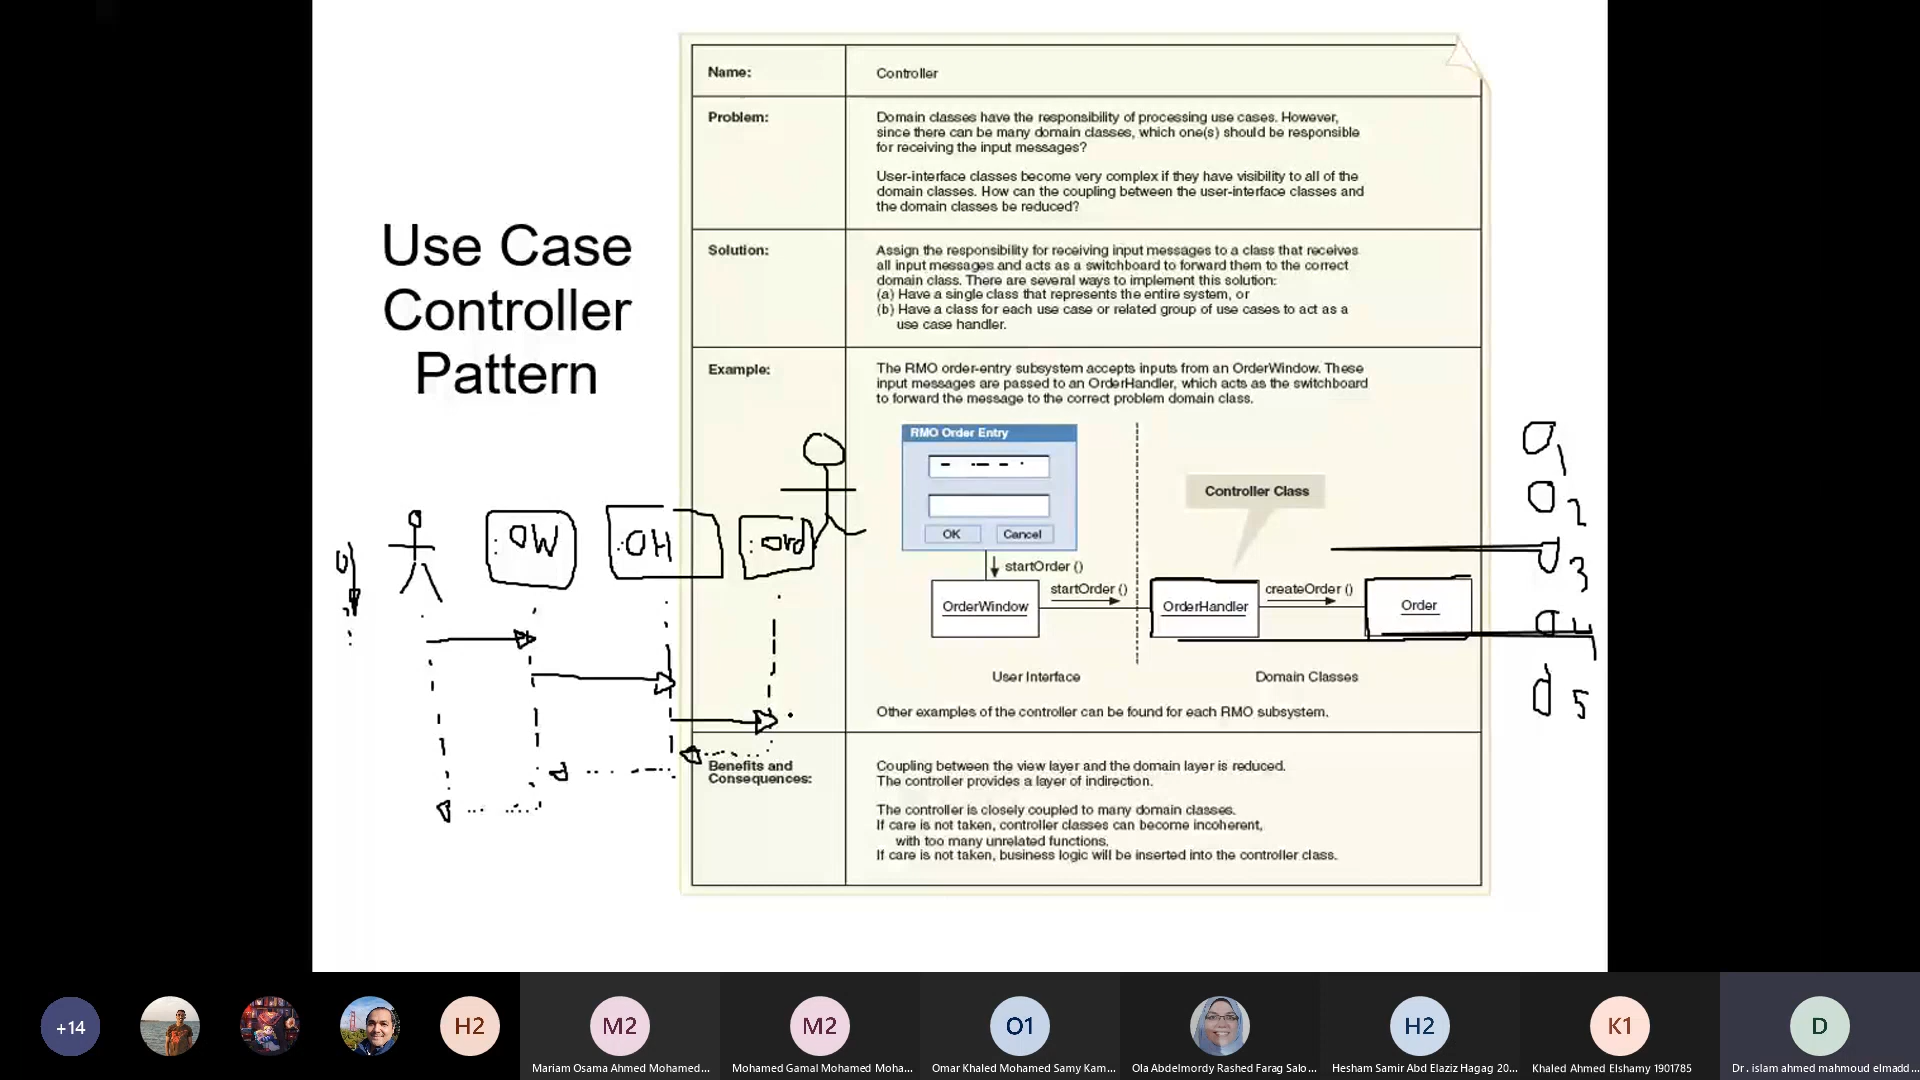 Use Case
Controller
Pattern
Name:
Controller
Problem:
Domain classes have the responsibility of processing use cases. However,
since there can be many domain classes, which one(s) should be responsible
for receiving the input messages?
User-interface classes become very complex if they have visibility to all of the
domain classes. How can the coupling between the user-interface classes and
the domain classes be reduced?
Solution:
Assign the responsibility for receiving input messages to a class that receives
all input messages and acts as a switchboard to forward them to the correct
domain class. There are several ways to implement this solution:
(a) Have a single class that represents the entire system, or
(b) Have a class for each use case or related group of use cases to act as a
use case handler.
Example:
The RMO order-entry subsystem accepts inputs from an OrderWindow. These
input messages are passed to an OrderHandler, which acts as the switchboard
to forward the message to the correct problem domain class.
RMO Order Entry
OK
Cancel
Controller Class
startOrder ()
startOrder ()
createOrder ()
OrderWindow
OrderHandler
Order
User Interface
Domain Classes
Other examples of the controller can be found for each RMO subsystem.
Benefits and
Consequences:
Coupling between the view layer and the domain layer is reduced.
The controller provides a layer of indirection.
The controller is closely coupled to many domain classes.
If care is not taken, controller classes can become incoherent,
with too many unrelated functions.
If care is not taken, business logic will be inserted into the controller class.
: OW
: OH
: ord
+14
H2
M2
M2
O1
H2
K1
D
Mariam Osama Ahmed Mohamed...
Mohamed Gamal Mohamed Moha...
Omar Khaled Mohamed Samy Kam...
Ola Abdelmordy Rashed Farag Salo...
Hesham Samir Abd Elaziz Hagag 20...
Khaled Ahmed Elshamy 1901785
Dr. islam ahmed mahmoud elmadd...